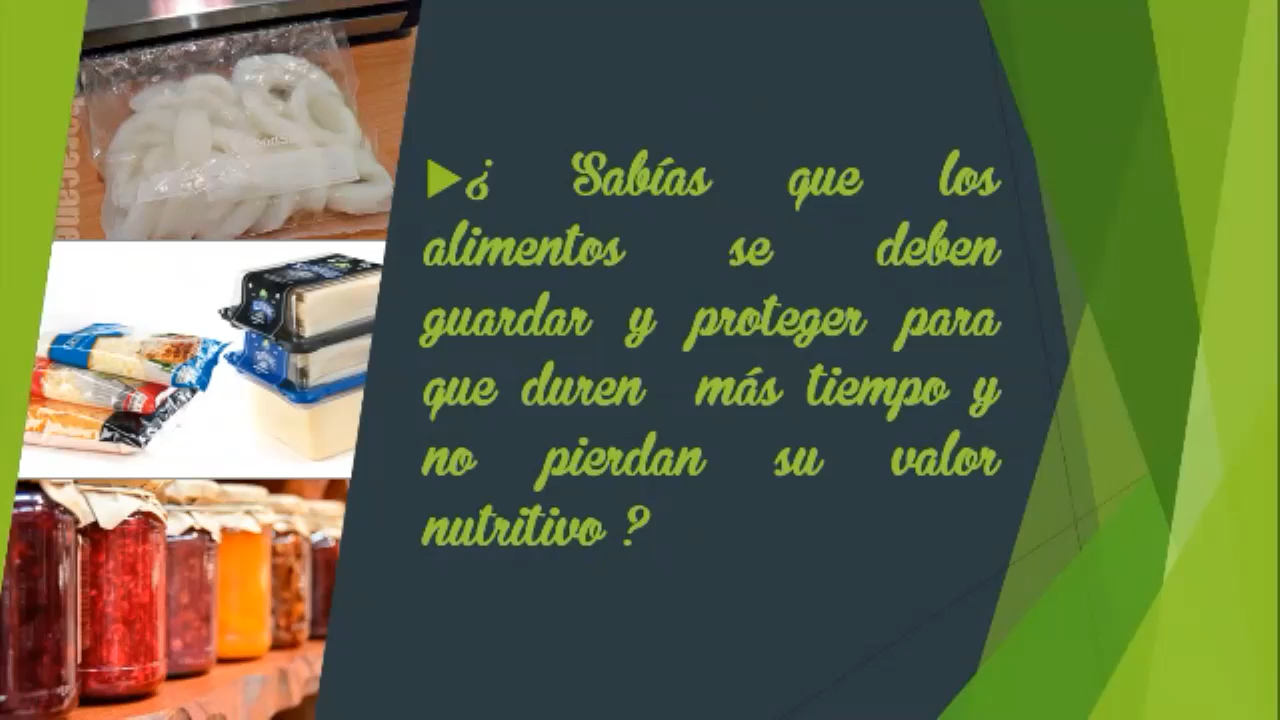 ¿ Sabías que los
alimentos se deben
guardar y proteger para
que duren más tiempo y
no pierdan su valor
nutritivo ?